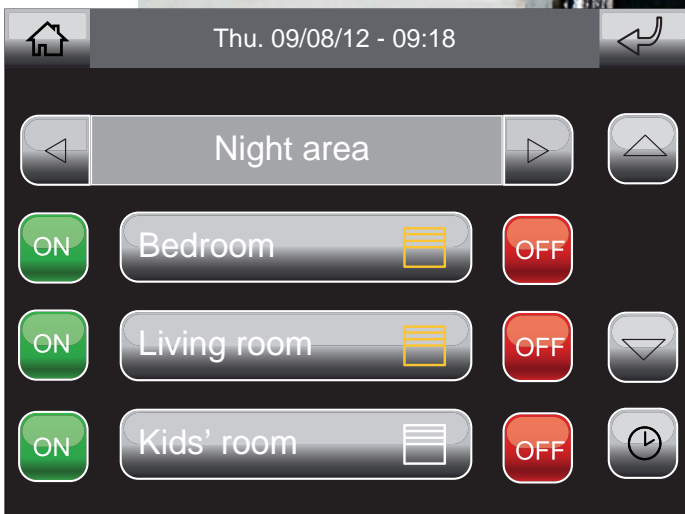 Thu. 09/08/12 - 09:18
Night area
ON Bedroom OFF
ON Living room OFF
ON Kids’ room OFF